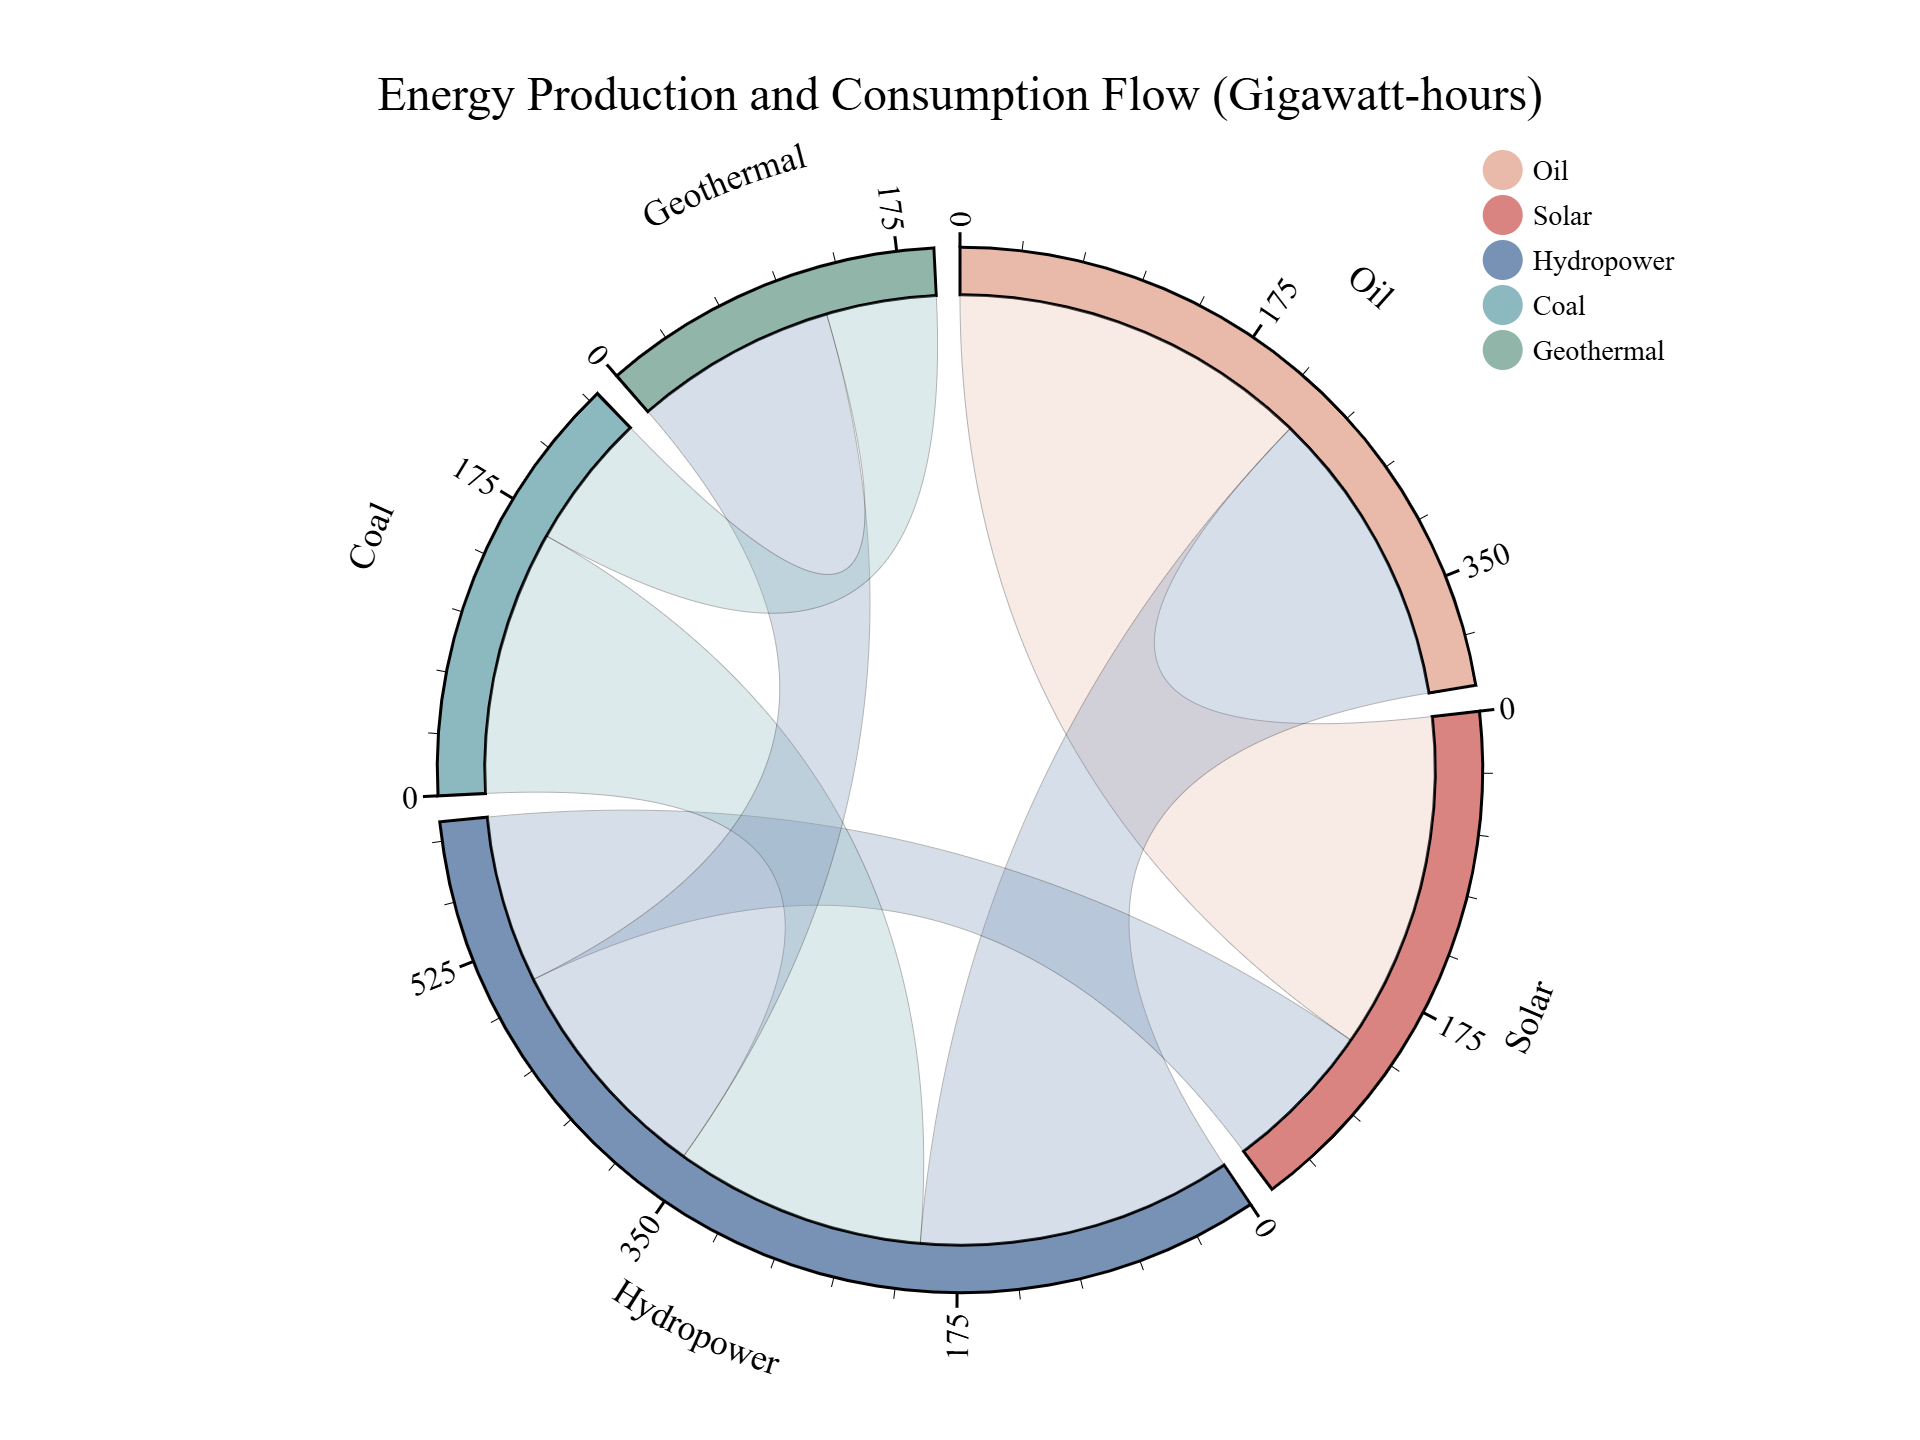 Energy Production and Consumption Flow (Gigawatt-hours)
Oil
Solar
Hydropower
Coal
Geothermal
0
175
Oil
350
0
175
Solar
0
175
350
Hydropower
525
0
175
Coal
0
175
Geothermal